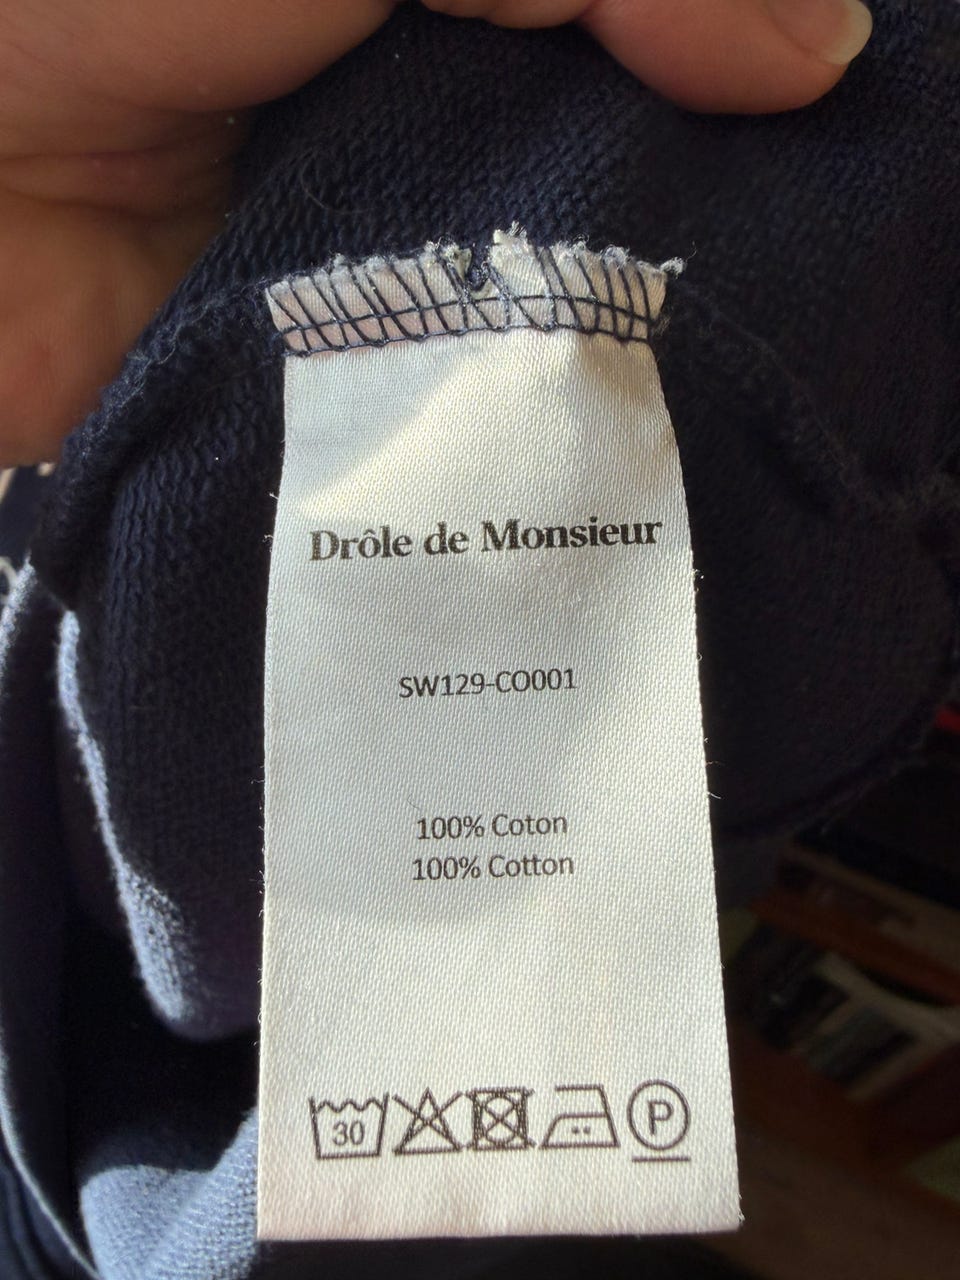 Drôle de Monsieur
SW129-CO001
100% Coton
100% Cotton
30
P